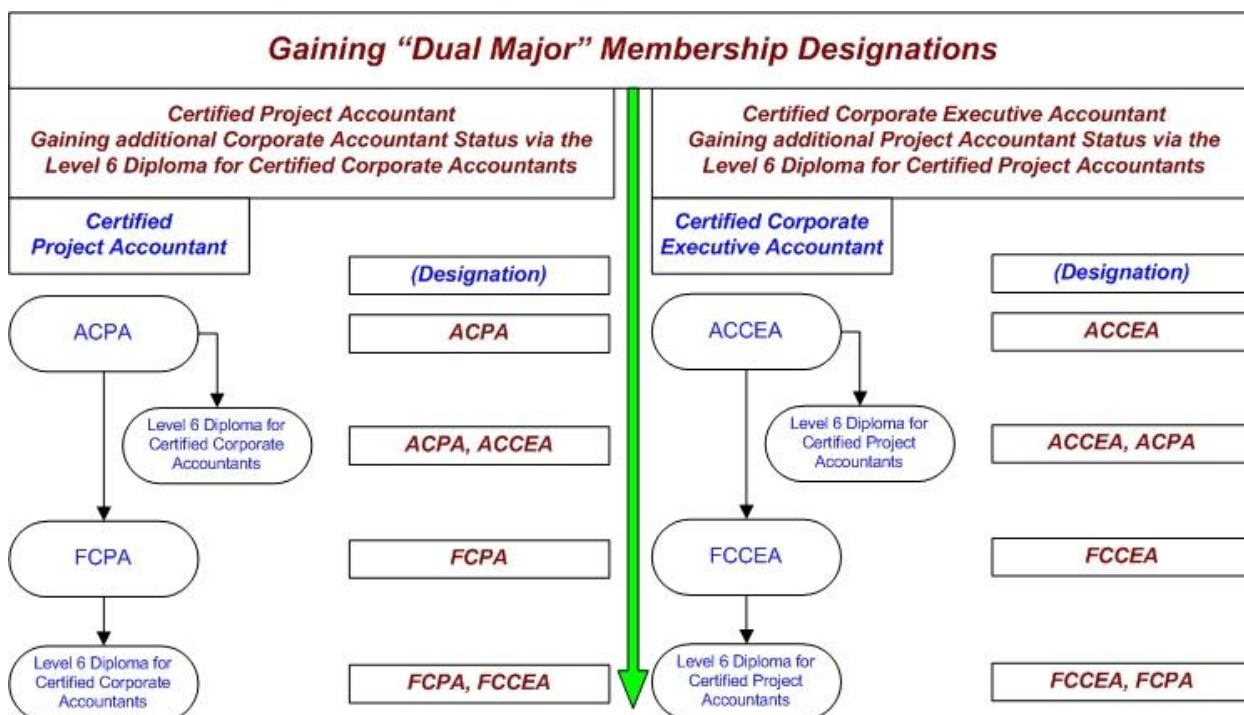 Gaining “Dual Major” Membership Designations
Certified Project Accountant
Gaining additional Corporate Accountant Status via the
Level 6 Diploma for Certified Corporate Accountants
Certified
Project Accountant
(Designation)
ACPA
ACPA
Level 6 Diploma for
Certified Corporate
Accountants
ACPA, ACCEA
FCPA
FCPA
Level 6 Diploma for
Certified Corporate
Accountants
FCPA, FCCEA
Certified Corporate Executive Accountant
Gaining additional Project Accountant Status via the
Level 6 Diploma for Certified Project Accountants
Certified Corporate
Executive Accountant
(Designation)
ACCEA
ACCEA
Level 6 Diploma for
Certified Project
Accountants
ACCEA, ACPA
FCCEA
FCCEA
Level 6 Diploma for
Certified Project
Accountants
FCCEA, FCPA